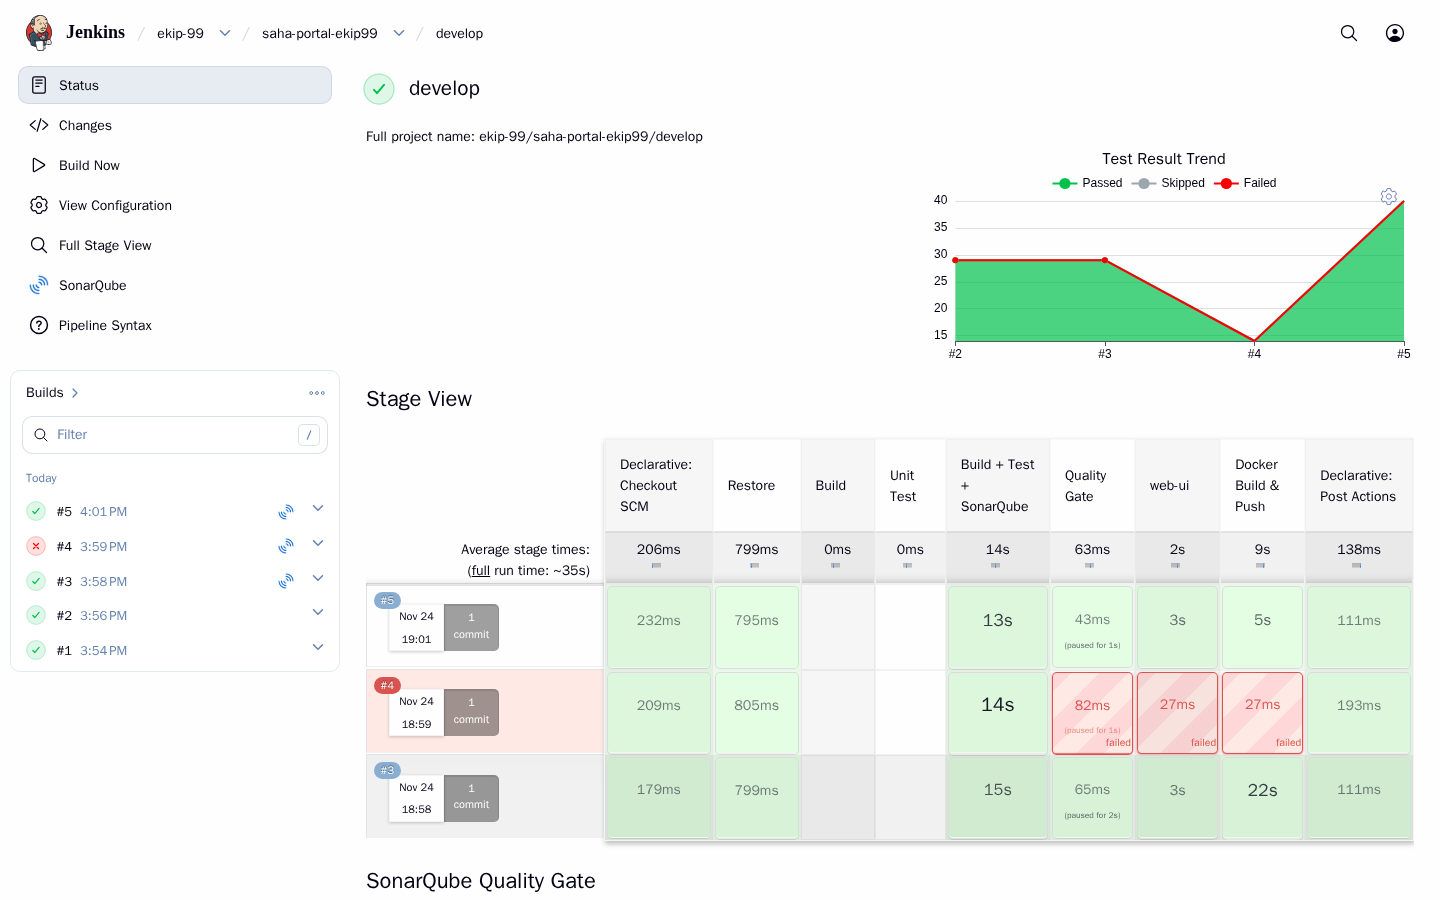 Jenkins / ekip-99 / saha-portal-ekip99 / develop
Status
Changes
Build Now
View Configuration
Full Stage View
SonarQube
Pipeline Syntax
Builds
Filter
/
Today
#5 4:01 PM
#4 3:59 PM
#3 3:58 PM
#2 3:56 PM
#1 3:54 PM
develop
Full project name: ekip-99/saha-portal-ekip99/develop
Test Result Trend
Passed Skipped Failed
40
35
30
25
20
15
#2 #3 #4 #5
Stage View
Declarative:
Checkout
SCM
Restore
Build
Unit
Test
Build + Test
+
SonarQube
Quality
Gate
web-ui
Docker
Build &
Push
Declarative:
Post Actions
Average stage times:
(full run time: ~35s)
206ms 799ms 0ms 0ms 14s 63ms 2s 9s 138ms
#5
Nov 24
19:01
1
commit
232ms 795ms 13s 43ms 3s 5s 111ms
(paused for 1s)
#4
Nov 24
18:59
1
commit
209ms 805ms 14s 82ms 27ms 27ms 193ms
(paused for 1s)
failed failed failed
#3
Nov 24
18:58
1
commit
179ms 799ms 15s 65ms 3s 22s 111ms
(paused for 2s)
SonarQube Quality Gate